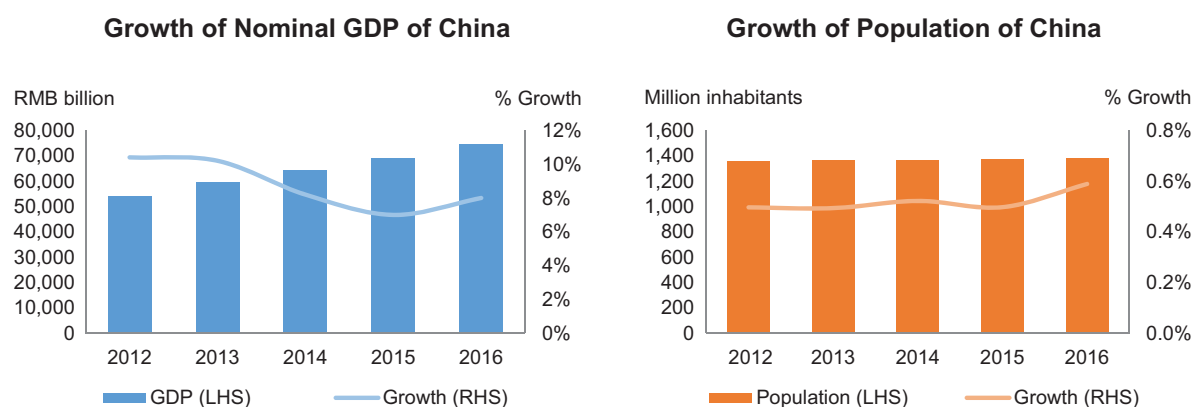 Growth of Nominal GDP of China
RMB billion % Growth
80,000 12%
70,000 10%
60,000 8%
50,000 6%
40,000 4%
30,000 2%
20,000 0%
10,000
0
2012 2013 2014 2015 2016
GDP (LHS) Growth (RHS)
Growth of Population of China
Million inhabitants % Growth
1,600 0.8%
1,400 0.6%
1,200 0.4%
1,000 0.2%
800 0.0%
600
400
200
0
2012 2013 2014 2015 2016
Population (LHS) Growth (RHS)